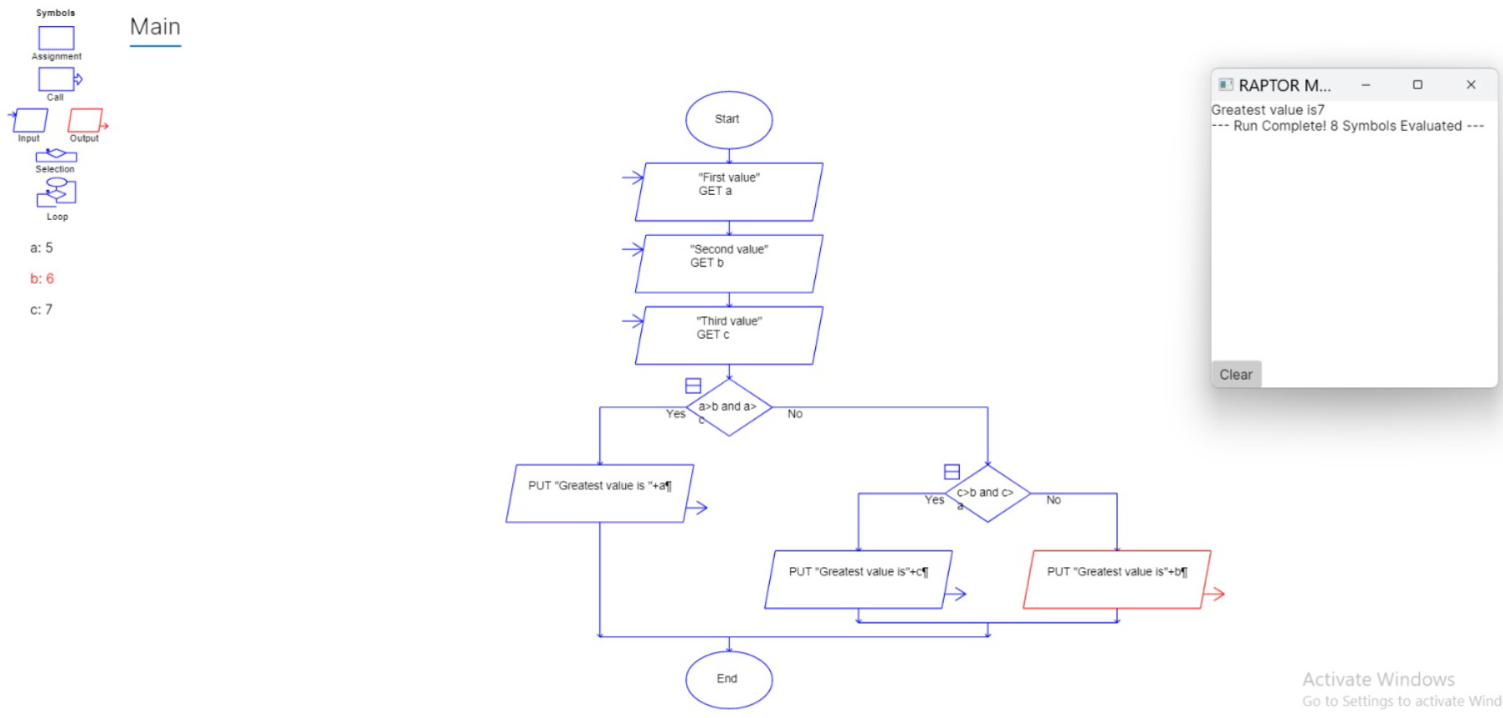 Symbols
Main
Assignment
Call
Input
Output
Selection
Loop
a: 5
b: 6
c: 7
Start
"First value"
GET a
"Second value"
GET b
"Third value"
GET c
Yes
a>b and a>
c
No
PUT "Greatest value is "+a¶
Yes
c>b and c>
a
No
PUT "Greatest value is"+c¶
PUT "Greatest value is"+b¶
End
RAPTOR M...
Greatest value is7
--- Run Complete! 8 Symbols Evaluated ---
Clear
Activate Windows
Go to Settings to activate Wind